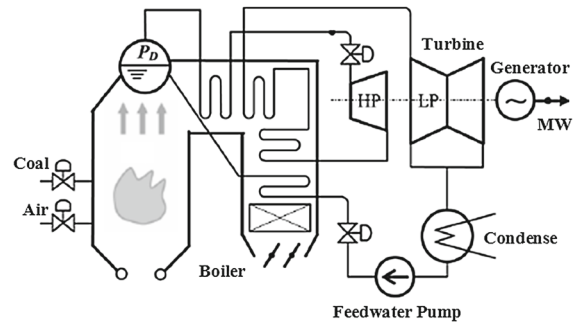 P_D
Turbine
Generator
HP
LP
MW
Coal
Air
Boiler
Condense
Feedwater Pump